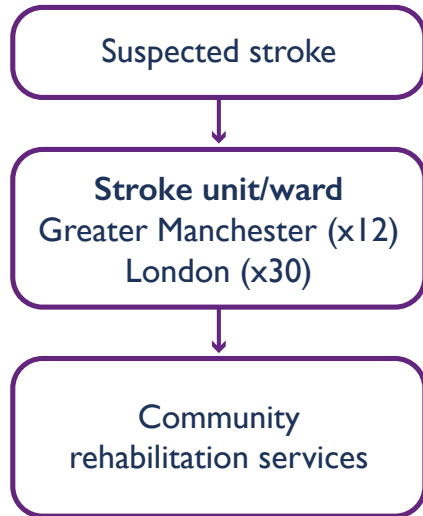 Suspected stroke
Stroke unit/ward
Greater Manchester (x12)
London (x30)
Community
rehabilitation services